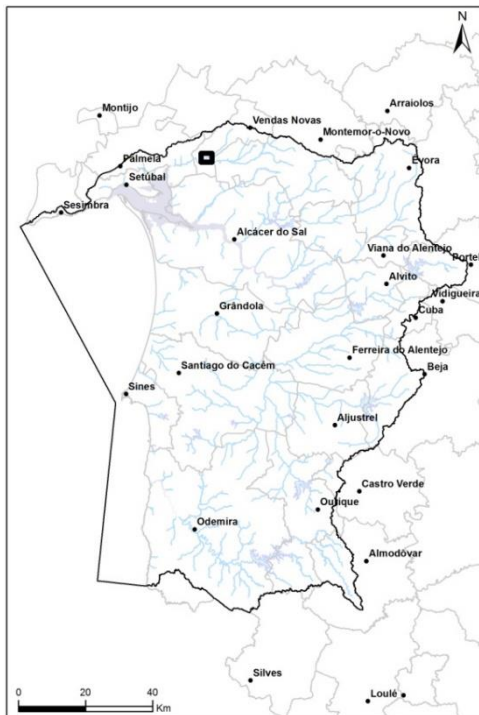 N
Arraiolos
Montijo
Vendas Novas
Montemor-o-Novo
Palmela
Évora
Setúbal
Sesimbra
Alcácer do Sal
Viana do Alentejo
Portel
Alvito
Vidigueira
Grândola
Cuba
Ferreira do Alentejo
Santiago do Cacém
Beja
Sines
Aljustrel
Castro Verde
Ourique
Odemira
Almodôvar
Silves
Loulé
0 20 40
Km